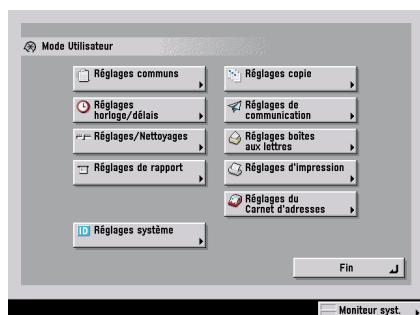 Mode Utilisateur
Réglages communs
Réglages copie
Réglages
horloge/délais
Réglages de
communication
Réglages/Nettoyages
Réglages boîtes
aux lettres
Réglages de rapport
Réglages d'impression
Réglages du
Carnet d'adresses
ID Réglages système
Fin
Moniteur syst.